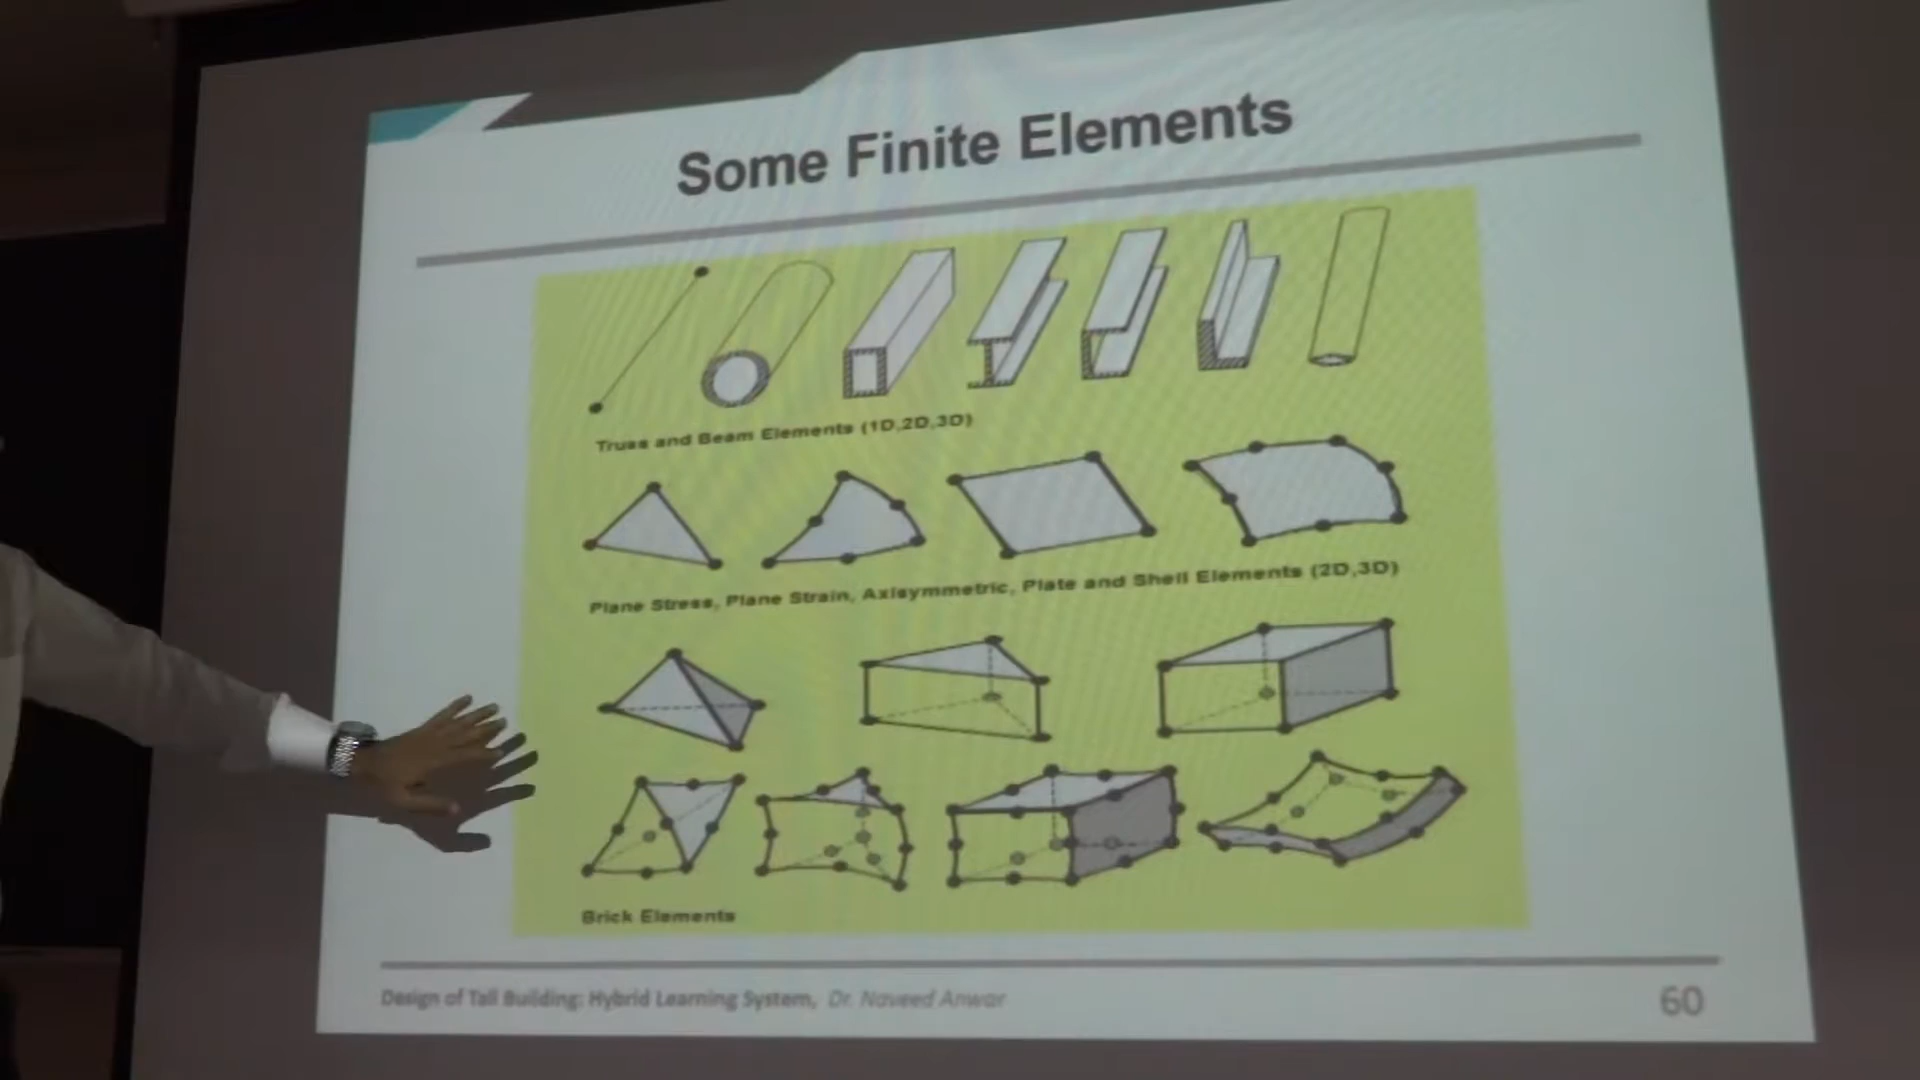 Some Finite Elements
Truss and Beam Elements (1D,2D,3D)
Plane Stress, Plane Strain, Axisymmetric, Plate and Shell Elements (2D,3D)
Brick Elements
Design of Tall Building: Hybrid Learning System, Dr. Naveed Anwar
60